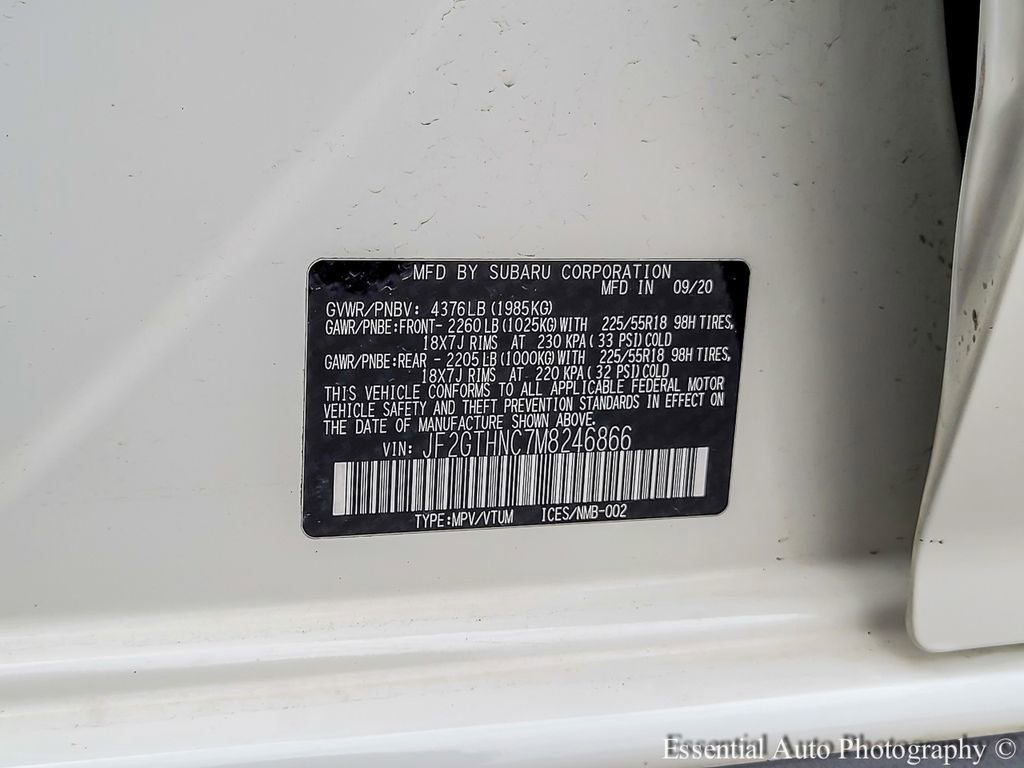 MFD BY SUBARU CORPORATION
MFD IN 09/20
GVWR/PNBV: 4376LB (1985KG)
GAWR/PNBE:FRONT- 2260 LB (1025KG) WITH 225/55R18 98H TIRES,
18X7J RIMS AT 230 KPA ( 33 PSI) COLD
GAWR/PNBE:REAR - 2205 LB (1000KG) WITH 225/55R18 98H TIRES,
18X7J RIMS AT 220 KPA ( 32 PSI) COLD
THIS VEHICLE CONFORMS TO ALL APPLICABLE FEDERAL MOTOR
VEHICLE SAFETY AND THEFT PREVENTION STANDARDS IN EFFECT ON
THE DATE OF MANUFACTURE SHOWN ABOVE.
VIN: JF2GTHNC7M8246866
TYPE:MPV/VTUM ICES/NMB-002
Essential Auto Photography ©